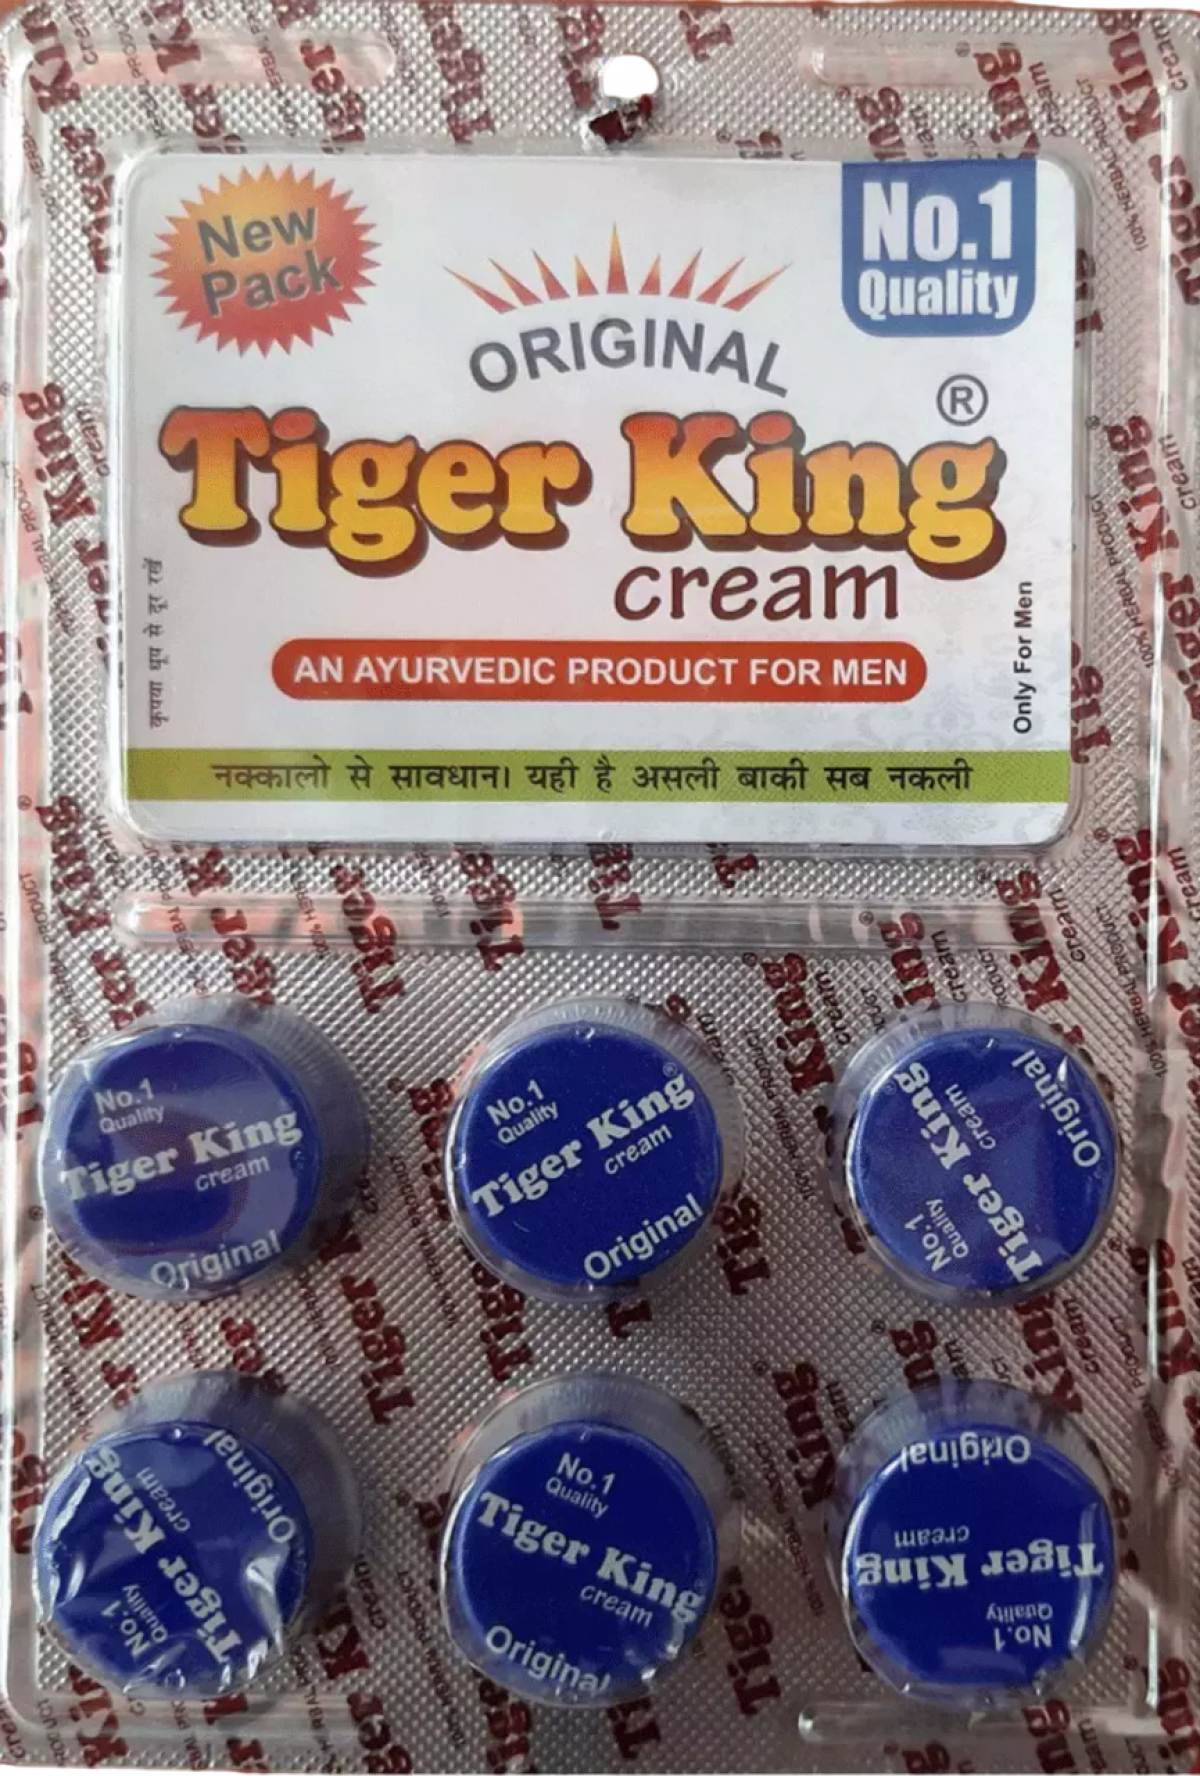 New
Pack
No.1
Quality
ORIGINAL
®
Tiger King
cream
AN AYURVEDIC PRODUCT FOR MEN
कृपया धूप से दूर रखें
Only For Men
नक्कालो से सावधान। यही है असली बाकी सब नकली
No.1
Quality
Tiger King
cream
Original
No.1
Quality
Tiger King
cream
Original
No.1
Quality
Tiger King
cream
Original
No.1
Quality
Tiger King
cream
Original
No.1
Quality
Tiger King
cream
Original
No.1
Quality
Tiger King
cream
Original
Tiger King
cream
100% HERBAL PRODUCT